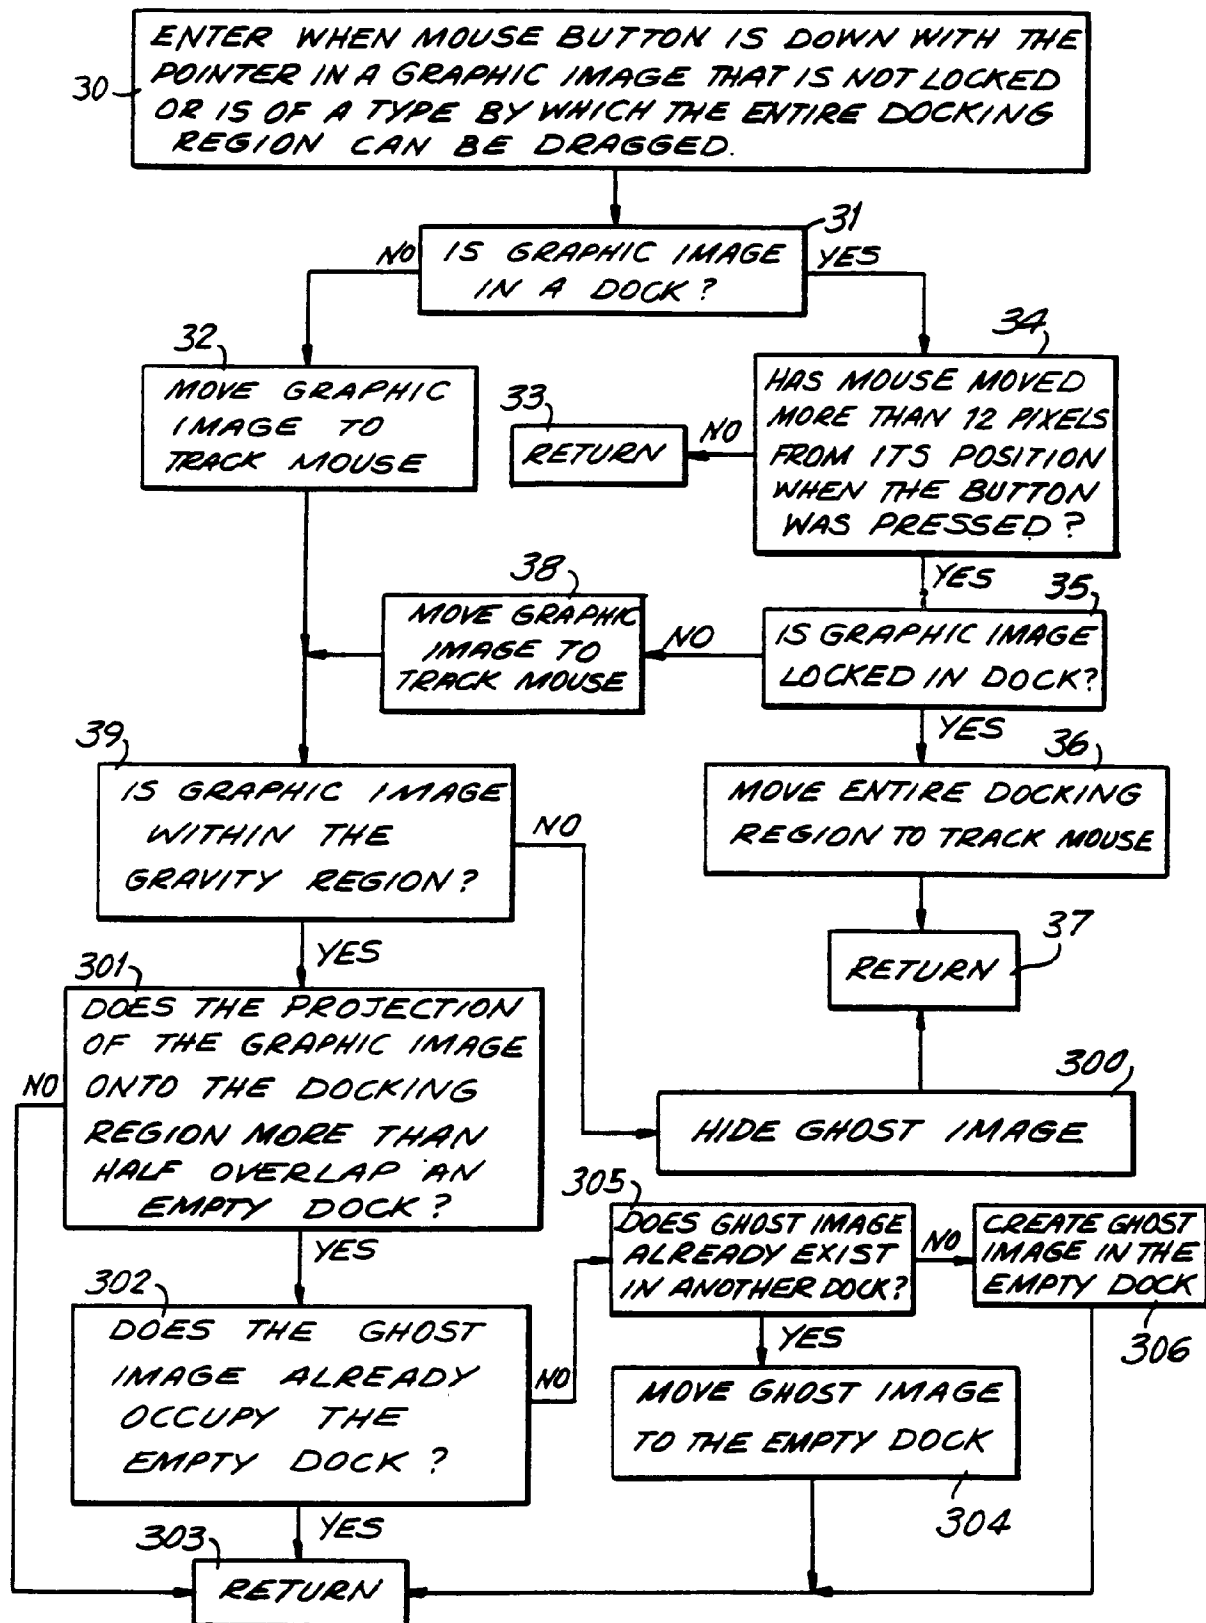 ENTER WHEN MOUSE BUTTON IS DOWN WITH THE
POINTER IN A GRAPHIC IMAGE THAT IS NOT LOCKED
OR IS OF A TYPE BY WHICH THE ENTIRE DOCKING
REGION CAN BE DRAGGED.
30
31
IS GRAPHIC IMAGE
IN A DOCK?
NO
YES
32
MOVE GRAPHIC
IMAGE TO
TRACK MOUSE
33
RETURN
NO
34
HAS MOUSE MOVED
MORE THAN 12 PIXELS
FROM ITS POSITION
WHEN THE BUTTON
WAS PRESSED?
YES
38
MOVE GRAPHIC
IMAGE TO
TRACK MOUSE
NO
35
IS GRAPHIC IMAGE
LOCKED IN DOCK?
YES
39
IS GRAPHIC IMAGE
WITHIN THE
GRAVITY REGION?
NO
YES
36
MOVE ENTIRE DOCKING
REGION TO TRACK MOUSE
37
RETURN
301
DOES THE PROJECTION
OF THE GRAPHIC IMAGE
ONTO THE DOCKING
REGION MORE THAN
HALF OVERLAP AN
EMPTY DOCK?
NO
YES
300
HIDE GHOST IMAGE
302
DOES THE GHOST
IMAGE ALREADY
OCCUPY THE
EMPTY DOCK?
NO
YES
305
DOES GHOST IMAGE
ALREADY EXIST
IN ANOTHER DOCK?
NO
YES
CREATE GHOST
IMAGE IN THE
EMPTY DOCK
306
MOVE GHOST IMAGE
TO THE EMPTY DOCK
304
303
RETURN